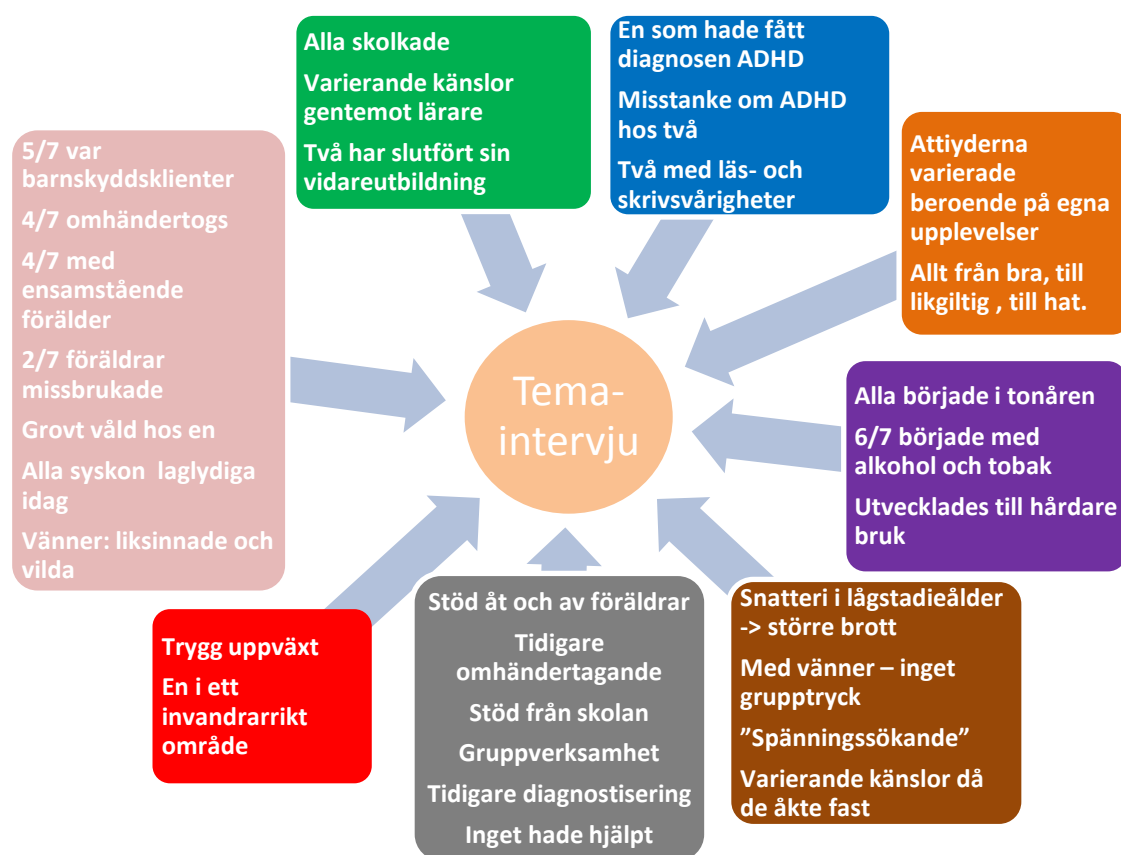 Alla skolkade
Varierande känslor
gentemot lärare
Två har slutfört sin
vidareutbildning
En som hade fått
diagnosen ADHD
Misstanke om ADHD
hos två
Två med läs- och
skrivsvårigheter
Attiyderna
varierade
beroende på egna
upplevelser
Allt från bra, till
likgiltig , till hat.
5/7 var
barnskyddsklienter
4/7 omhändertogs
4/7 med
ensamstående
förälder
2/7 föräldrar
missbrukade
Grovt våld hos en
Alla syskon laglydiga
idag
Vänner: liksinnade och
vilda
Tema-
intervju
Alla började i tonåren
6/7 började med
alkohol och tobak
Utvecklades till hårdare
bruk
Trygg uppväxt
En i ett
invandrarrikt
område
Stöd åt och av föräldrar
Tidigare
omhändertagande
Stöd från skolan
Gruppverksamhet
Tidigare diagnostisering
Inget hade hjälpt
Snatteri i lågstadieålder
-> större brott
Med vänner – inget
grupptryck
”Spänningssökande”
Varierande känslor då
de åkte fast